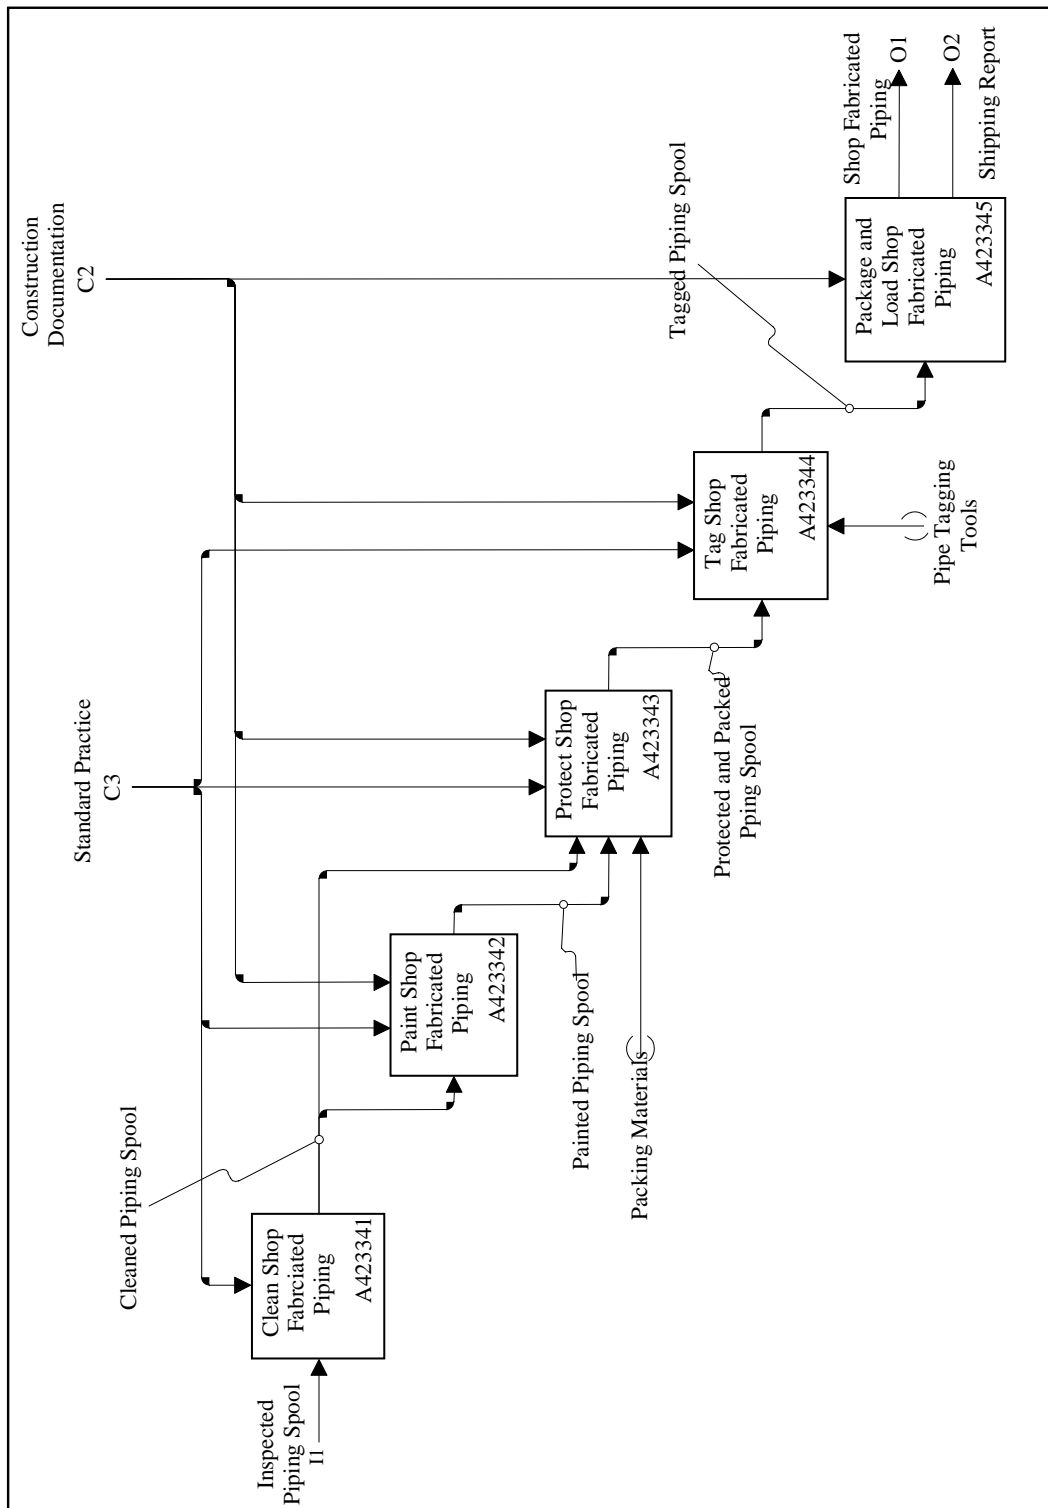 Construction
Documentation
C2
Standard Practice
C3
Cleaned Piping Spool
Inspected
Piping Spool
I1
Clean Shop
Fabrciated
Piping
A423341
Paint Shop
Fabricated
Piping
A423342
Painted Piping Spool
Packing Materials
Protect Shop
Fabricated
Piping
A423343
Protected and Packed
Pping Spool
Tag Shop
Fabricated
Piping
A423344
Pipe Tagging
Tools
Tagged Piping Spool
Package and
Load Shop
Fabricated
Piping
A423345
Shop Fabricated
Piping
O1
O2
Shipping Report